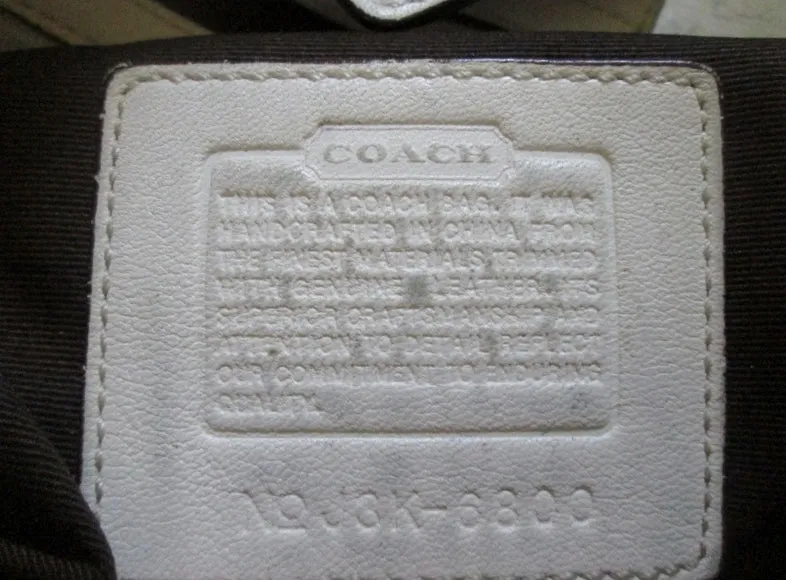 COACH
THIS IS A COACH BAG. IT WAS
HANDCRAFTED IN CHINA FROM
THE FINEST MATERIALS TRIMMED
WITH GENUINE LEATHER. ITS
SUPERIOR CRAFTSMANSHIP AND
ATTENTION TO DETAIL REFLECT
OUR COMMITMENT TO ENDURING
QUALITY.